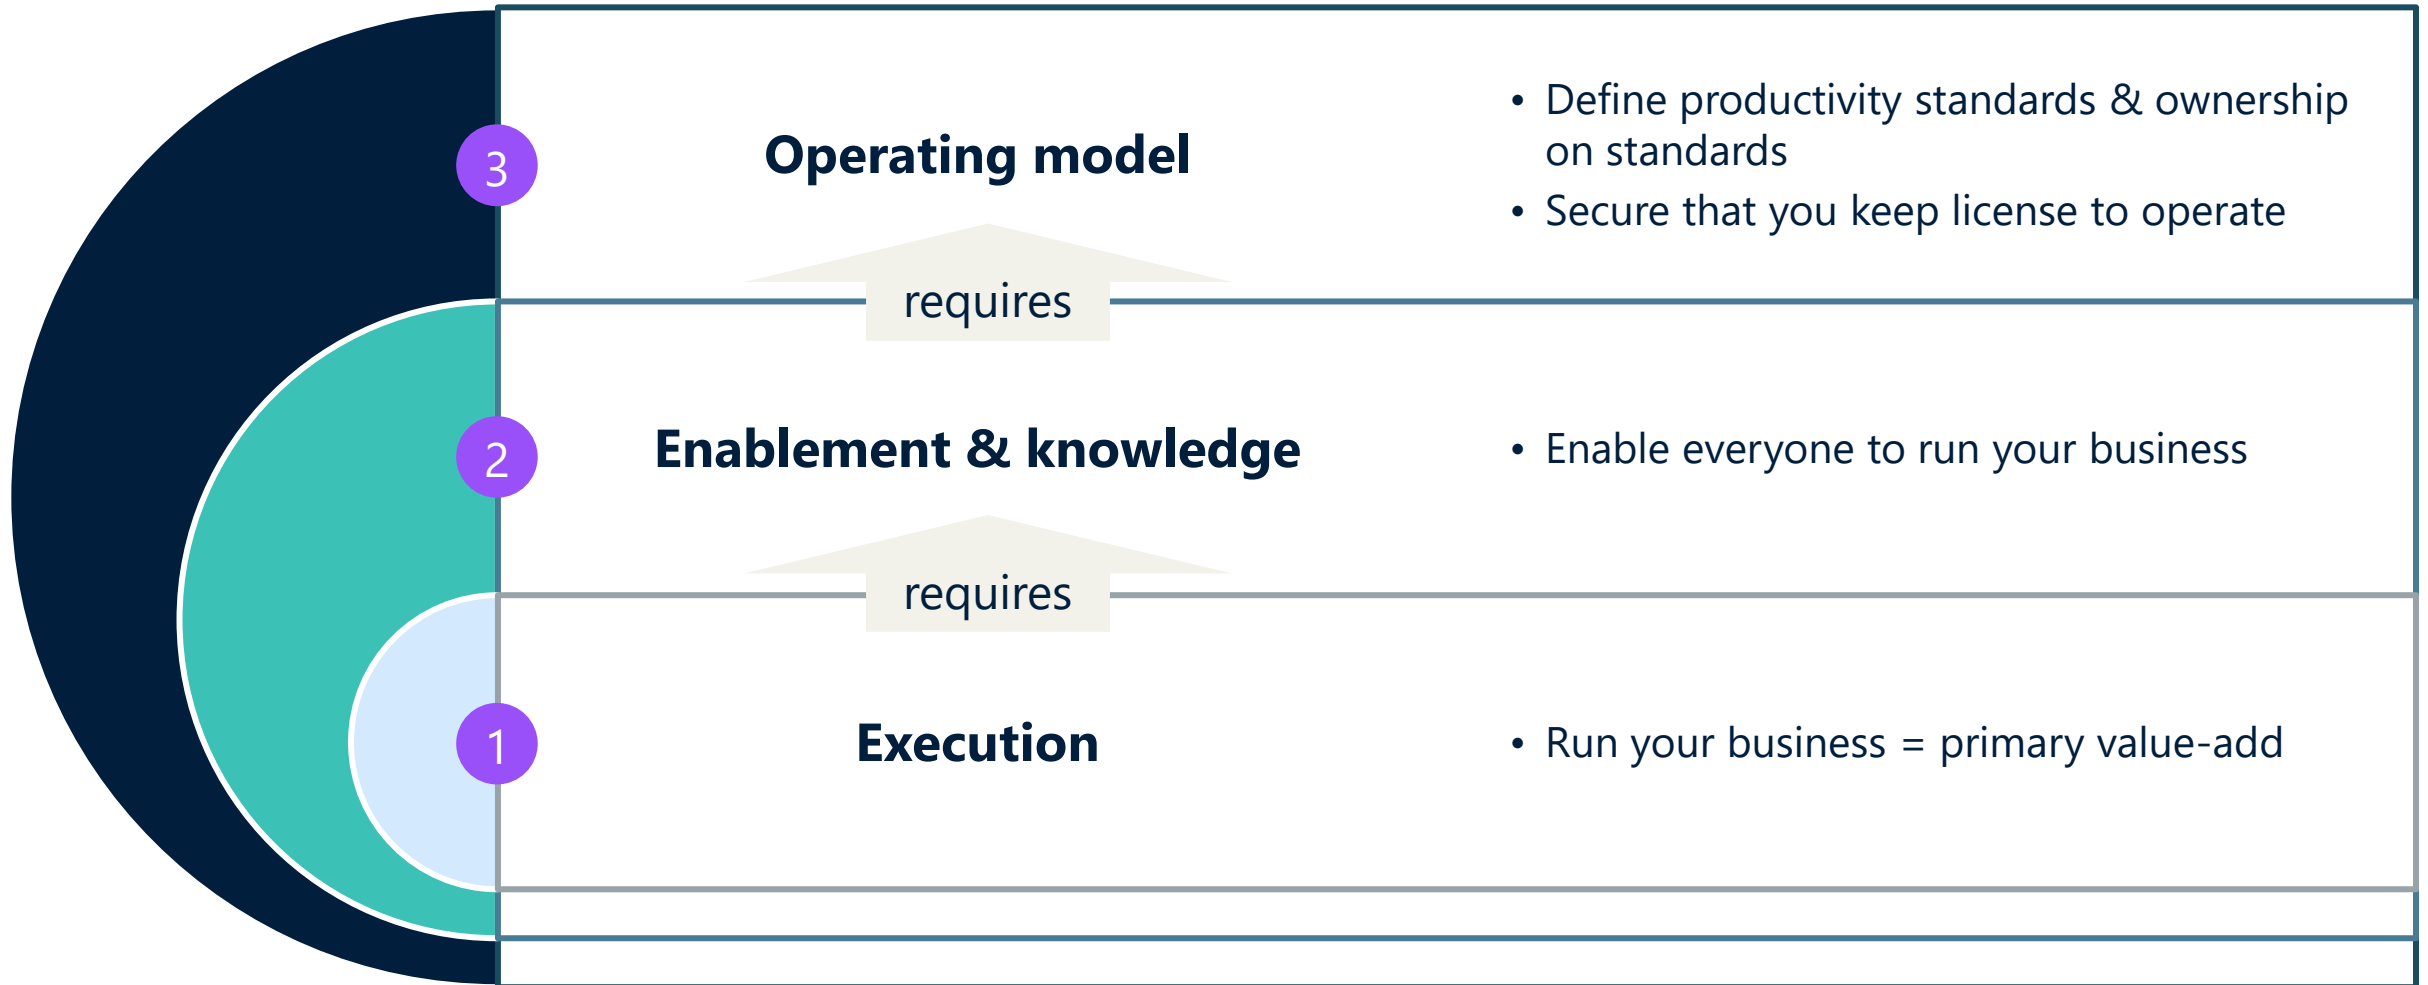 3
Operating model
• Define productivity standards & ownership
on standards
• Secure that you keep license to operate
requires
2
Enablement & knowledge
• Enable everyone to run your business
requires
1
Execution
• Run your business = primary value-add